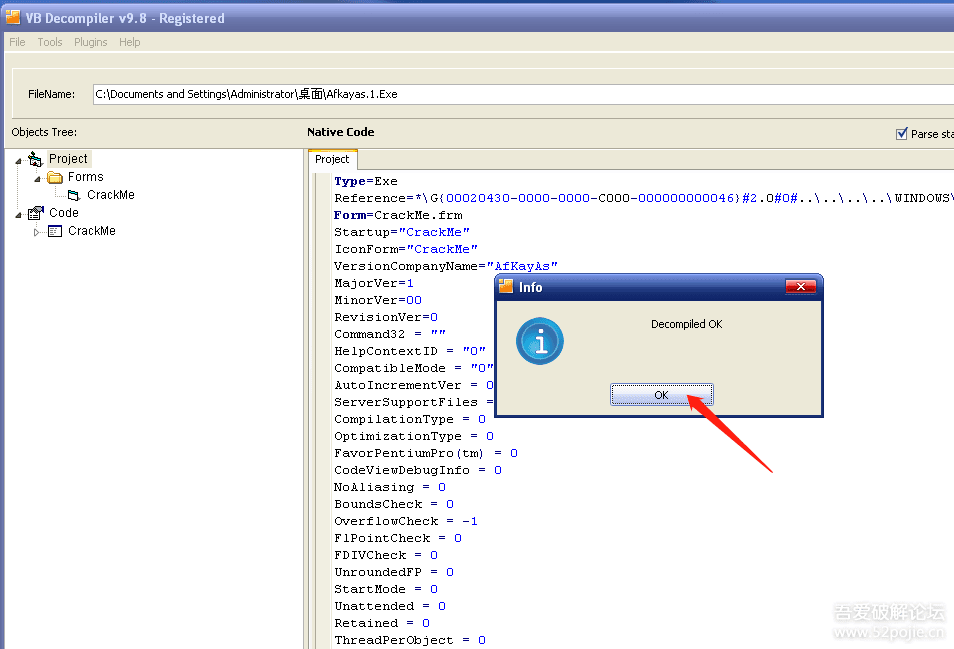 VB Decompiler v9.8 - Registered
File Tools Plugins Help
FileName: C:\Documents and Settings\Administrator\桌面\Afkayas.1.Exe
Objects Tree:
Native Code
Parse sta
Project
Forms
CrackMe
Code
CrackMe
Project
Type=Exe
Reference=*\G{00020430-0000-0000-C000-000000000046}#2.0#0#..\..\..\..\WINDOWS\
Form=CrackMe.frm
Startup="CrackMe"
IconForm="CrackMe"
VersionCompanyName="AfKayAs"
MajorVer=1
MinorVer=00
RevisionVer=0
Command32 = ""
HelpContextID = "0"
CompatibleMode = "0"
AutoIncrementVer = 0
ServerSupportFiles =
CompilationType = 0
OptimizationType = 0
FavorPentiumPro(tm) = 0
CodeViewDebugInfo = 0
NoAliasing = 0
BoundsCheck = 0
OverflowCheck = -1
FlPointCheck = 0
FDIVCheck = 0
UnroundedFP = 0
StartMode = 0
Unattended = 0
Retained = 0
ThreadPerObject = 0
Info
Decompiled OK
OK
吾爱破解论坛
www.52pojie.cn